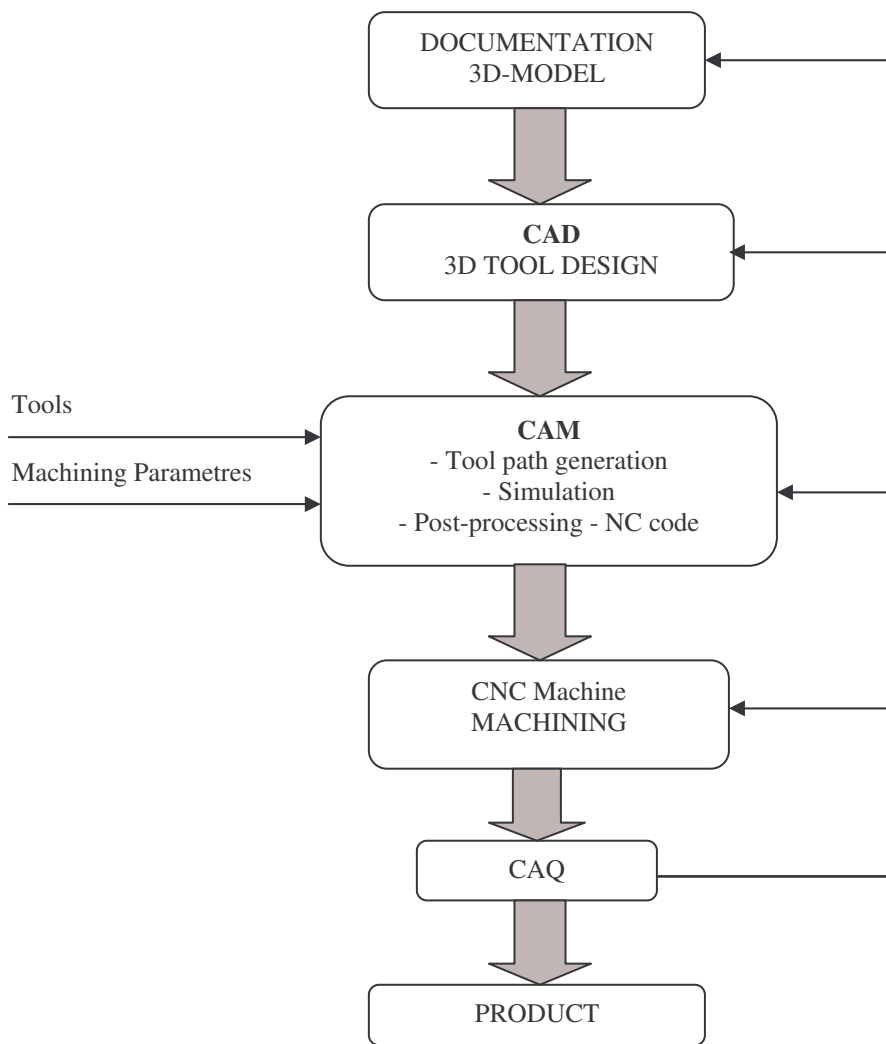 DOCUMENTATION
3D-MODEL
CAD
3D TOOL DESIGN
Tools
Machining Parametres
CAM
- Tool path generation
- Simulation
- Post-processing - NC code
CNC Machine
MACHINING
CAQ
PRODUCT